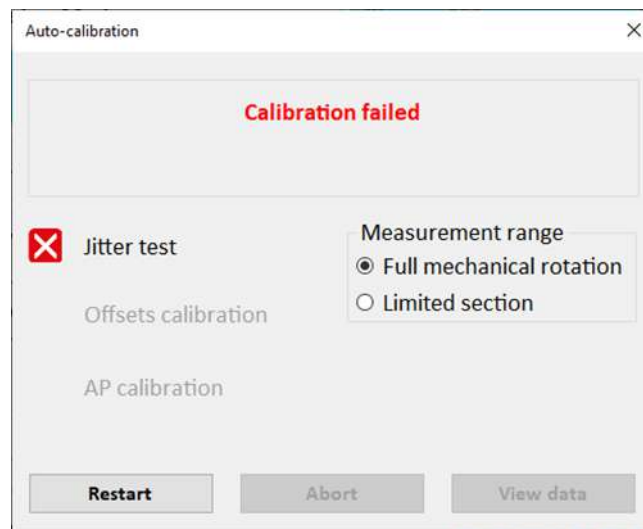 Auto-calibration
Calibration failed
Jitter test
Measurement range
Full mechanical rotation
Limited section
Offsets calibration
AP calibration
Restart
Abort
View data